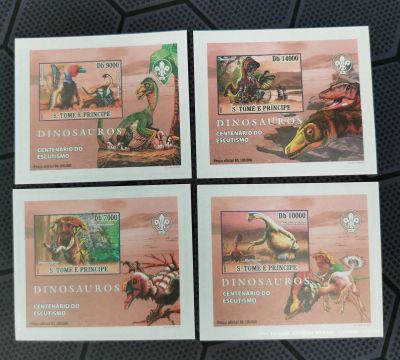 Db 9000
S. TOMÉ E PRÍNCIPE
DINOSAUROS
CENTENÁRIO DO
ESCUTISMO
Db 14000
S. TOMÉ E PRÍNCIPE
DINOSAUROS
CENTENÁRIO DO
ESCUTISMO
Db 7000
S. TOMÉ E PRÍNCIPE
DINOSAUROS
CENTENÁRIO DO
ESCUTISMO
Db 10000
S. TOMÉ E PRÍNCIPE
DINOSAUROS
CENTENÁRIO DO
ESCUTISMO